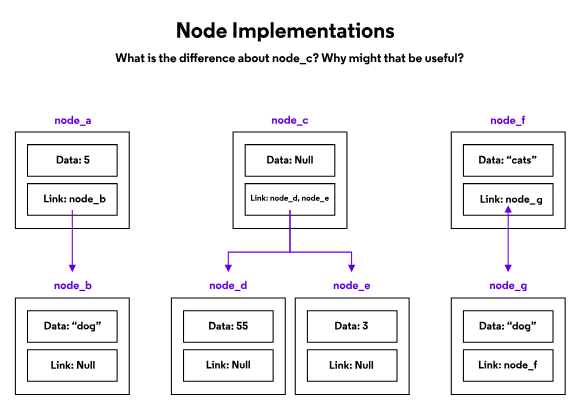 Node Implementations
What is the difference about node_c? Why might that be useful?
node_a
Data: 5
Link: node_b
node_c
Data: Null
Link: node_d, node_e
node_f
Data: “cats”
Link: node_g
node_b
Data: “dog”
Link: Null
node_d
Data: 55
Link: Null
node_e
Data: 3
Link: Null
node_g
Data: “dog”
Link: node_f